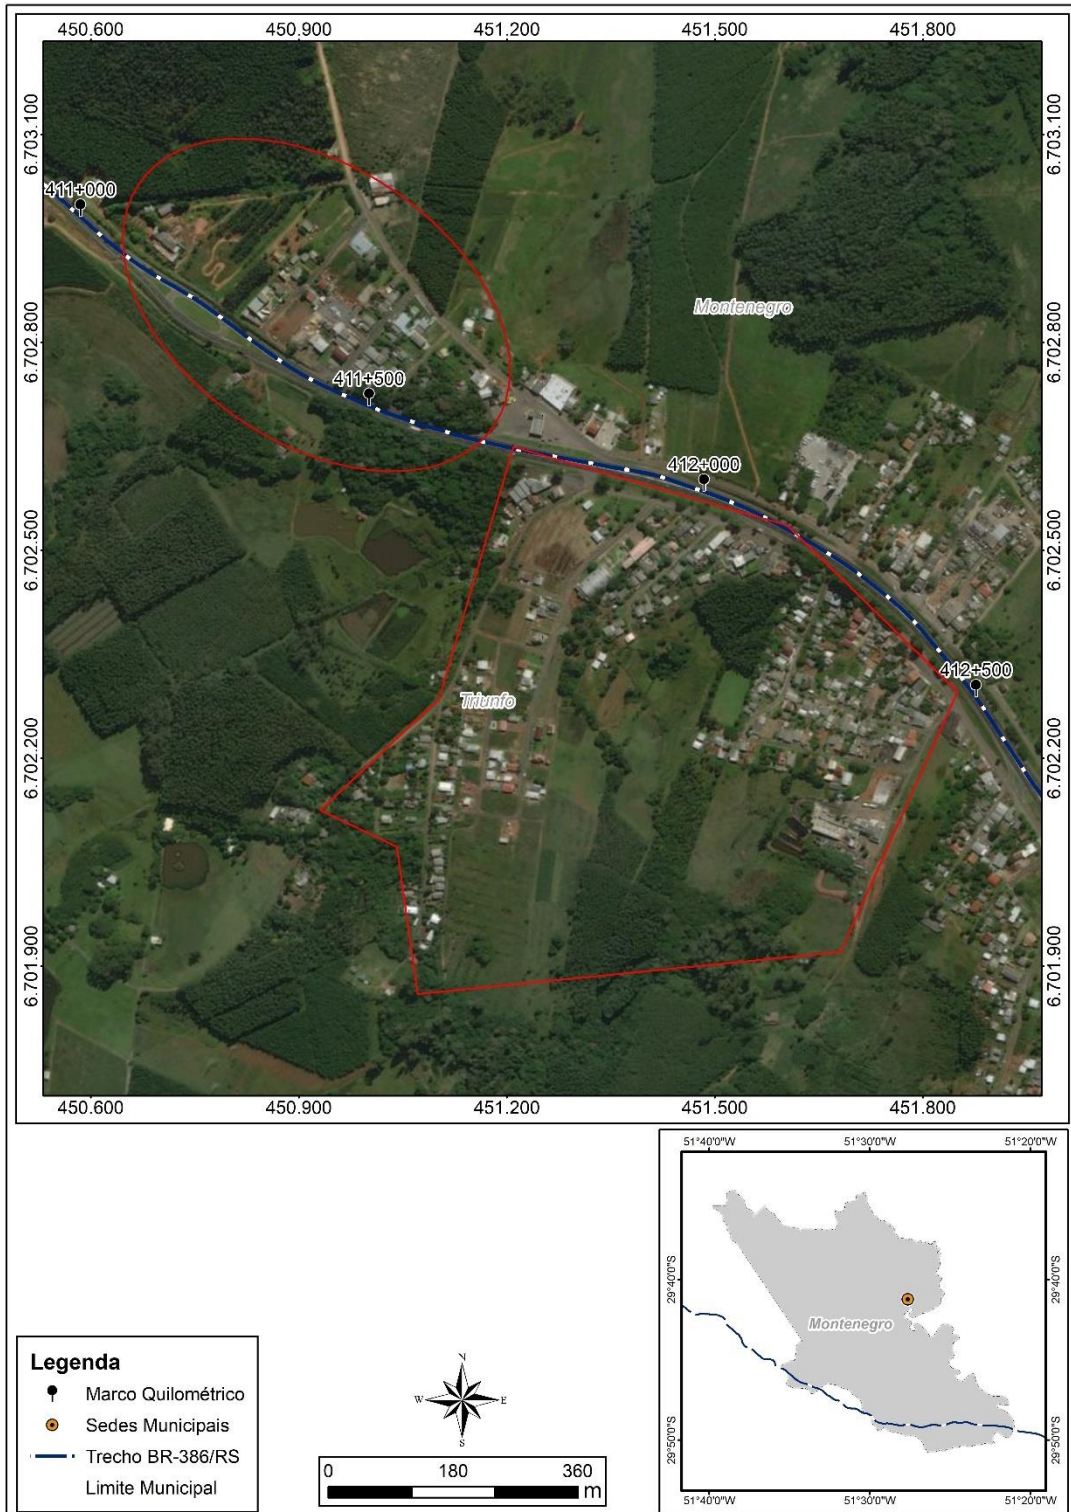 450.600 450.900 451.200 451.500 451.800
6.703.100 6.703.100
411+000
Montenegro
6.702.800 6.702.800
411+500
412+000
6.702.500 6.702.500
412+500
Triunfo
6.702.200 6.702.200
6.701.900 6.701.900
450.600 450.900 451.200 451.500 451.800
51°40'0"W 51°30'0"W 51°20'0"W
29°40'0"S 29°40'0"S
Montenegro
29°50'0"S 29°50'0"S
51°40'0"W 51°30'0"W 51°20'0"W
Legenda
Marco Quilométrico
Sedes Municipais
Trecho BR-386/RS
Limite Municipal
N
W E
S
0 180 360
m